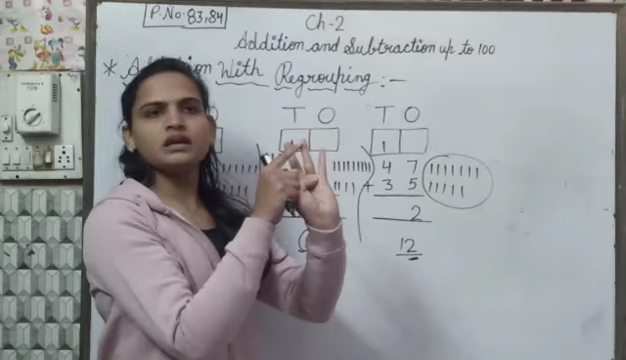 P.No: 83,84
Ch-2
Addition and Subtraction up to 100
* Addition With Regrouping :-
T O T O
1
4 7
+ 3 5
2
12